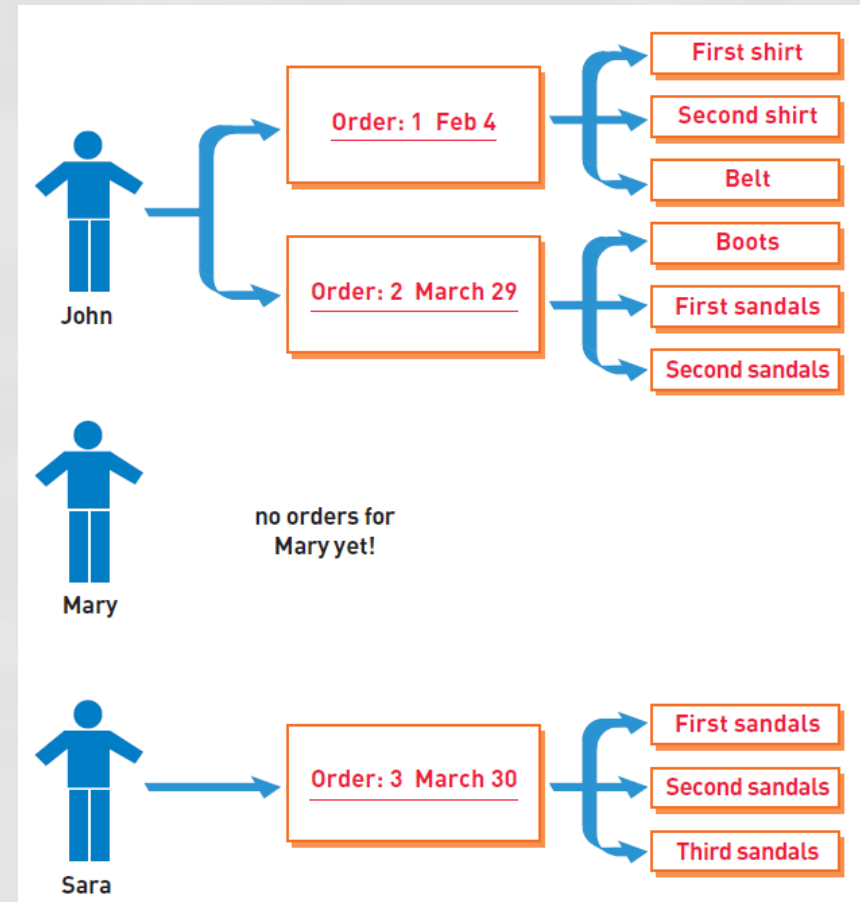 First shirt
Order: 1 Feb 4
Second shirt
Belt
John
Order: 2 March 29
Boots
First sandals
Second sandals
no orders for
Mary yet!
Mary
Order: 3 March 30
First sandals
Second sandals
Third sandals
Sara